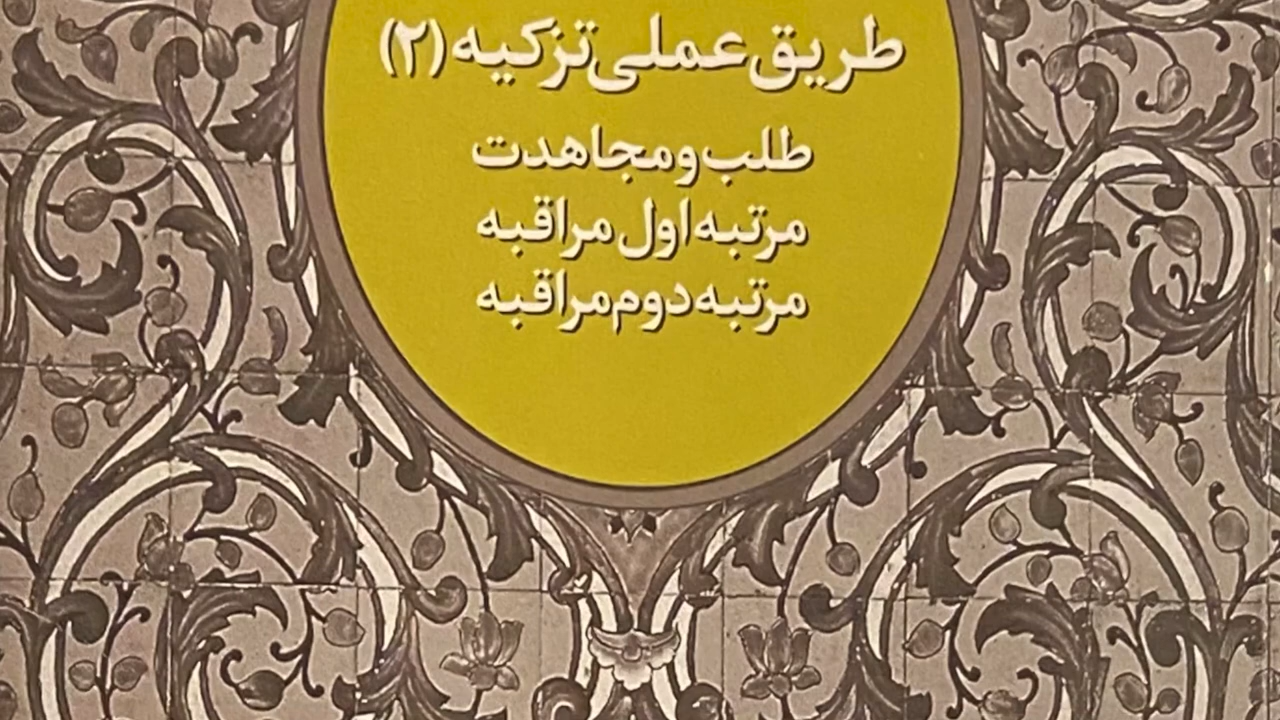 طریق عملی تزکیه (۲)
طلب و مجاهدت
مرتبه اول مراقبه
مرتبه دوم مراقبه